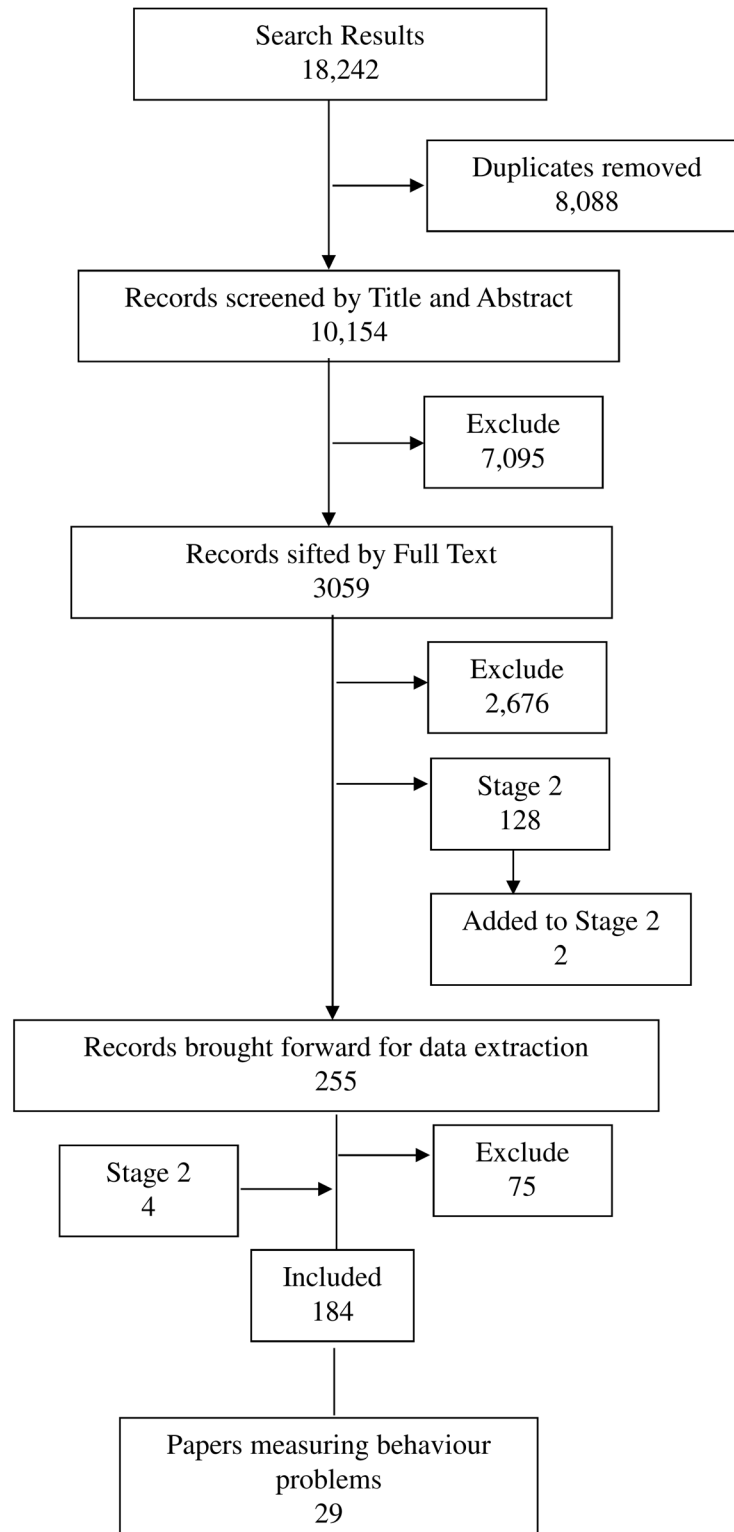 Search Results
18,242
Duplicates removed
8,088
Records screened by Title and Abstract
10,154
Exclude
7,095
Records sifted by Full Text
3059
Exclude
2,676
Stage 2
128
Added to Stage 2
2
Records brought forward for data extraction
255
Exclude
75
Stage 2
4
Included
184
Papers measuring behaviour
problems
29